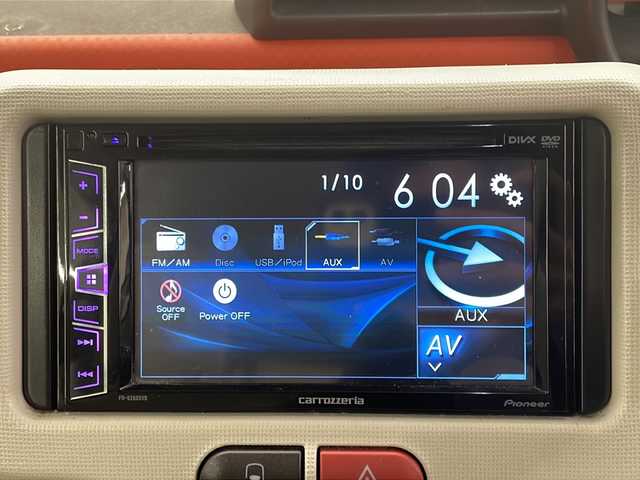 DIVX DVD
1/10 6 04
+
-
MODE
DISP
FM/AM Disc USB/iPod AUX AV
Source OFF Power OFF
AUX
AV
carrozzeria
Pioneer